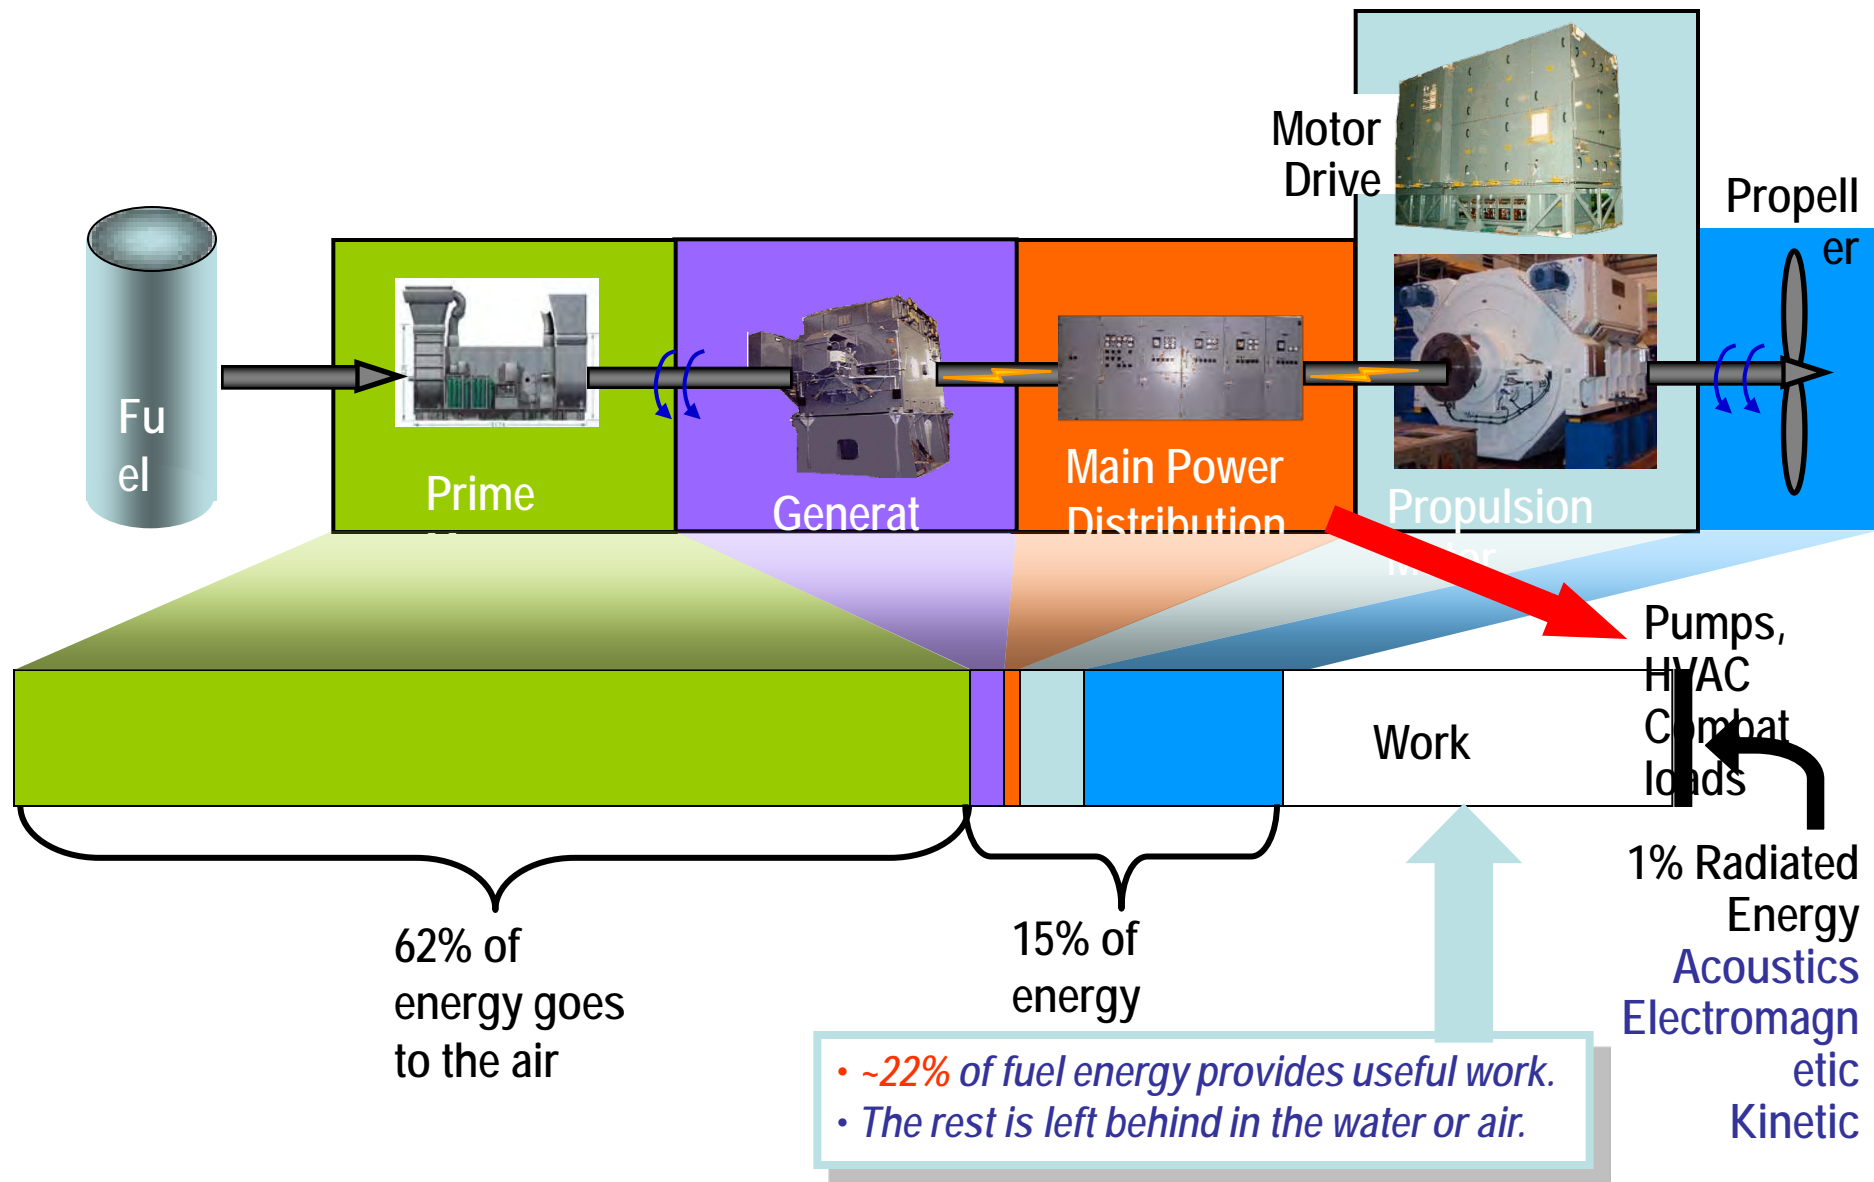 Motor
Drive
Propell
er
Fu
el
Prime
Generat
Main Power
Distribution
Propulsion
Motor
Pumps,
HVAC
Combat
loads
Work
1% Radiated
Energy
Acoustics
Electromagn
etic
Kinetic
62% of
energy goes
to the air
15% of
energy
• ~22% of fuel energy provides useful work.
• The rest is left behind in the water or air.